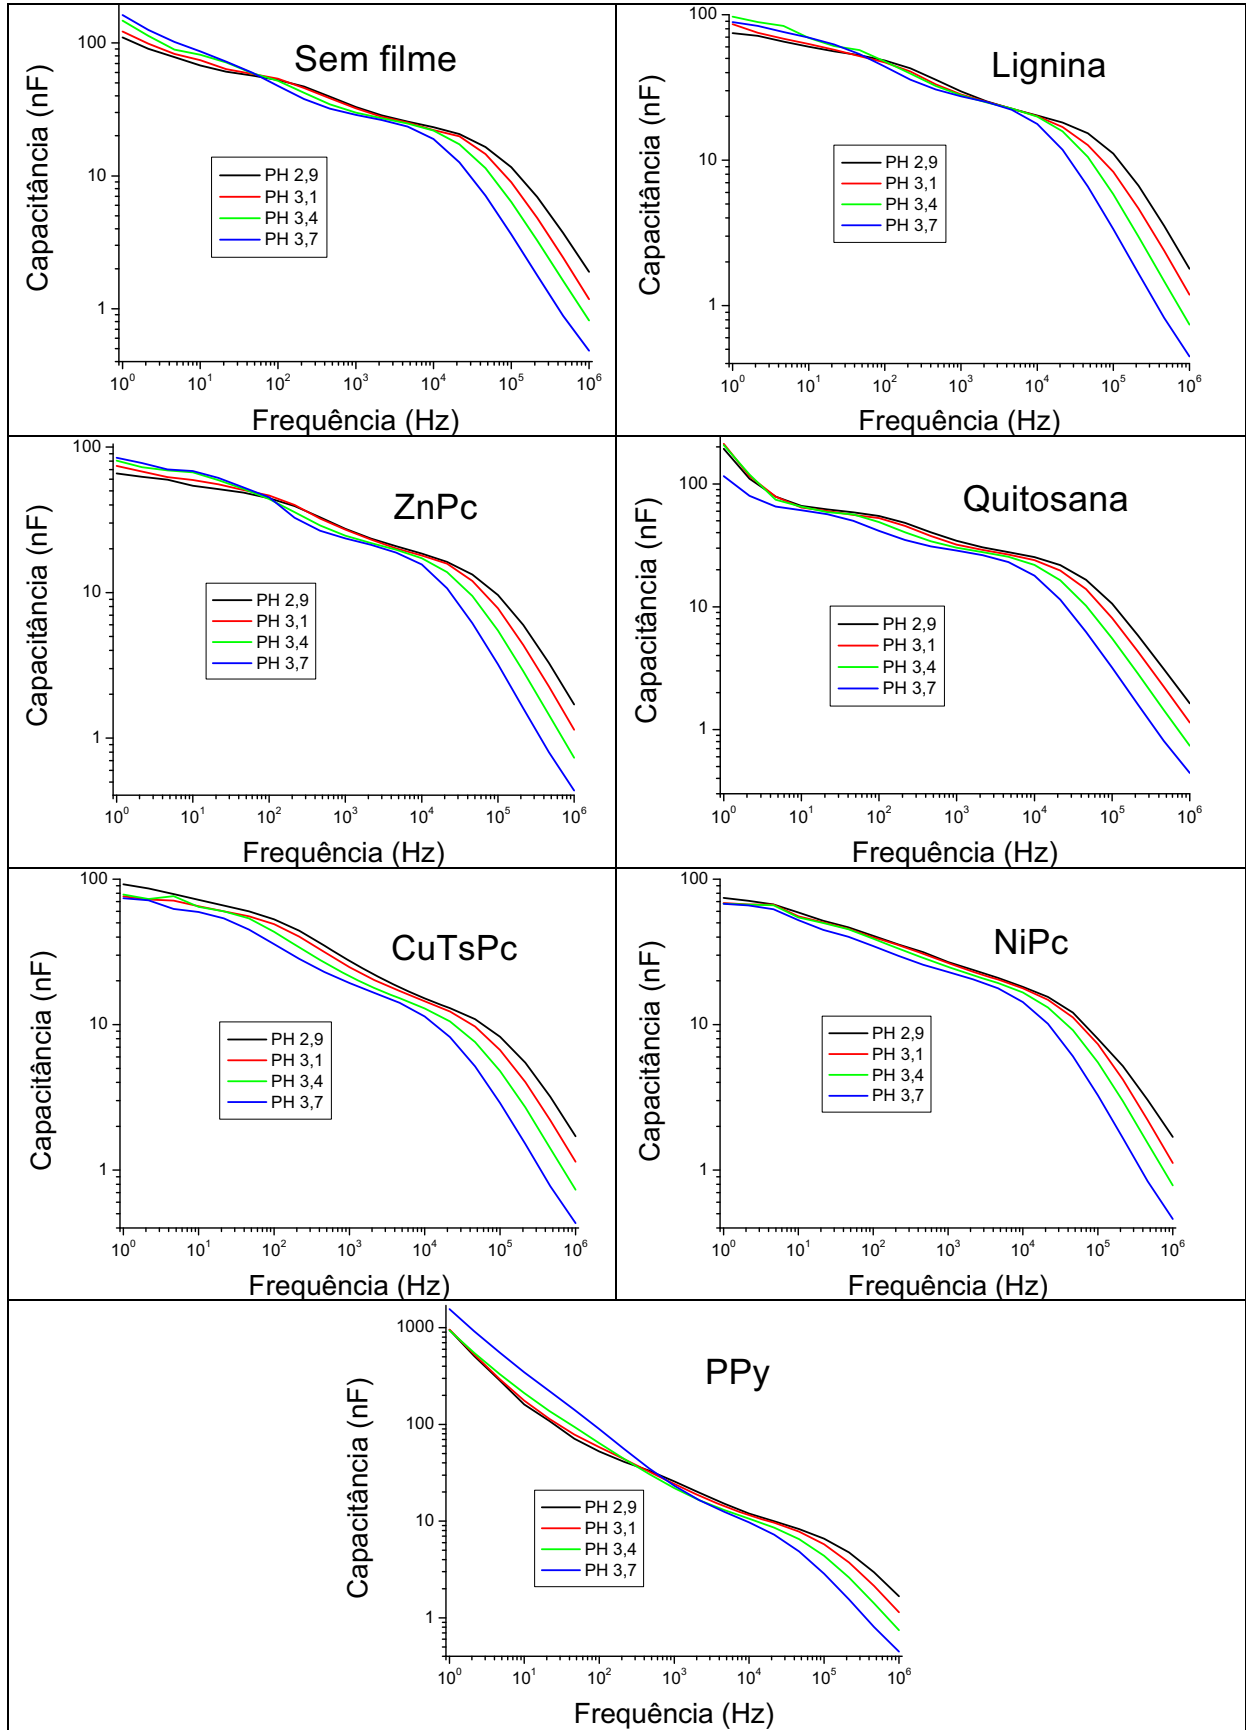 Sem filme
Capacitância (nF)
100
10
1
PH 2,9
PH 3,1
PH 3,4
PH 3,7
10⁰ 10¹ 10² 10³ 10⁴ 10⁵ 10⁶
Frequência (Hz)
Lignina
Capacitância (nF)
100
10
1
PH 2,9
PH 3,1
PH 3,4
PH 3,7
10⁰ 10¹ 10² 10³ 10⁴ 10⁵ 10⁶
Frequência (Hz)
ZnPc
Capacitância (nF)
100
10
1
PH 2,9
PH 3,1
PH 3,4
PH 3,7
10⁰ 10¹ 10² 10³ 10⁴ 10⁵ 10⁶
Frequência (Hz)
Quitosana
Capacitância (nF)
100
10
1
PH 2,9
PH 3,1
PH 3,4
PH 3,7
10⁰ 10¹ 10² 10³ 10⁴ 10⁵ 10⁶
Frequência (Hz)
CuTsPc
Capacitância (nF)
100
10
1
PH 2,9
PH 3,1
PH 3,4
PH 3,7
10⁰ 10¹ 10² 10³ 10⁴ 10⁵ 10⁶
Frequência (Hz)
NiPc
Capacitância (nF)
100
10
1
PH 2,9
PH 3,1
PH 3,4
PH 3,7
10⁰ 10¹ 10² 10³ 10⁴ 10⁵ 10⁶
Frequência (Hz)
PPy
Capacitância (nF)
1000
100
10
1
PH 2,9
PH 3,1
PH 3,4
PH 3,7
10⁰ 10¹ 10² 10³ 10⁴ 10⁵ 10⁶
Frequência (Hz)